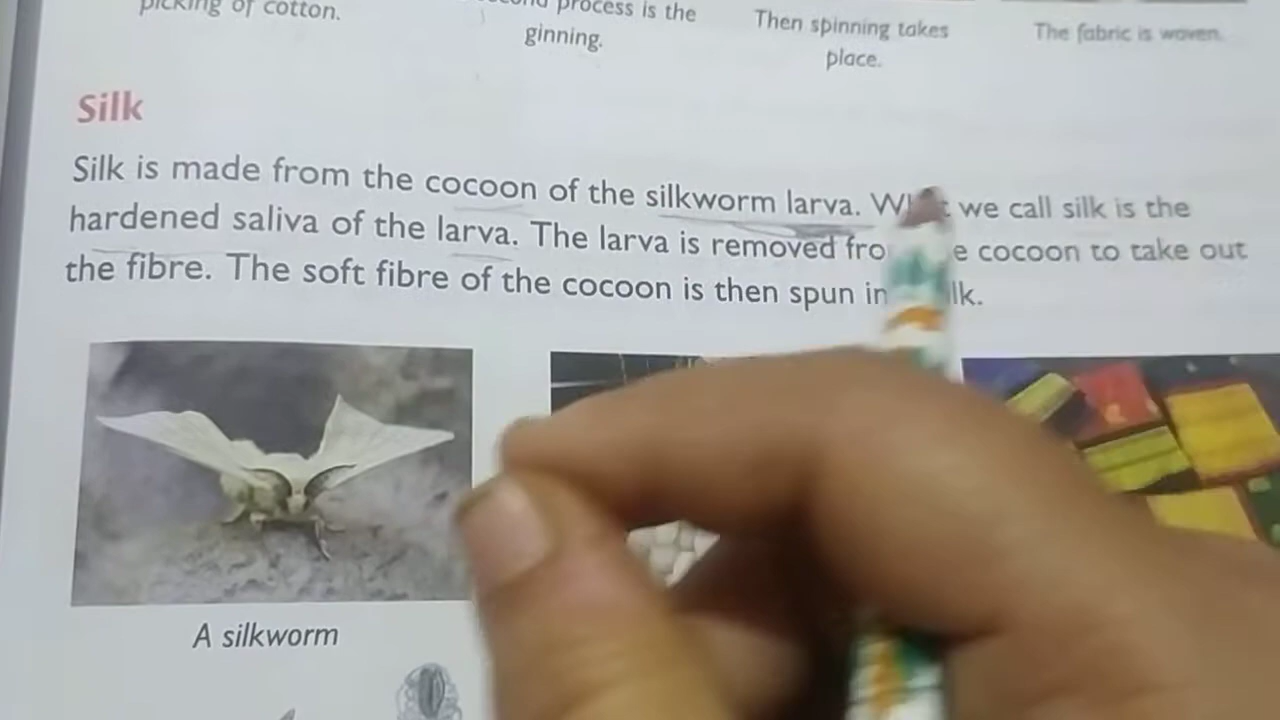 picking of cotton.
process is the
ginning.
Then spinning takes
place.
The fabric is woven.
Silk
Silk is made from the cocoon of the silkworm larva. we call silk is the
hardened saliva of the larva. The larva is removed cocoon to take out
the fibre. The soft fibre of the cocoon is then spun
A silkworm